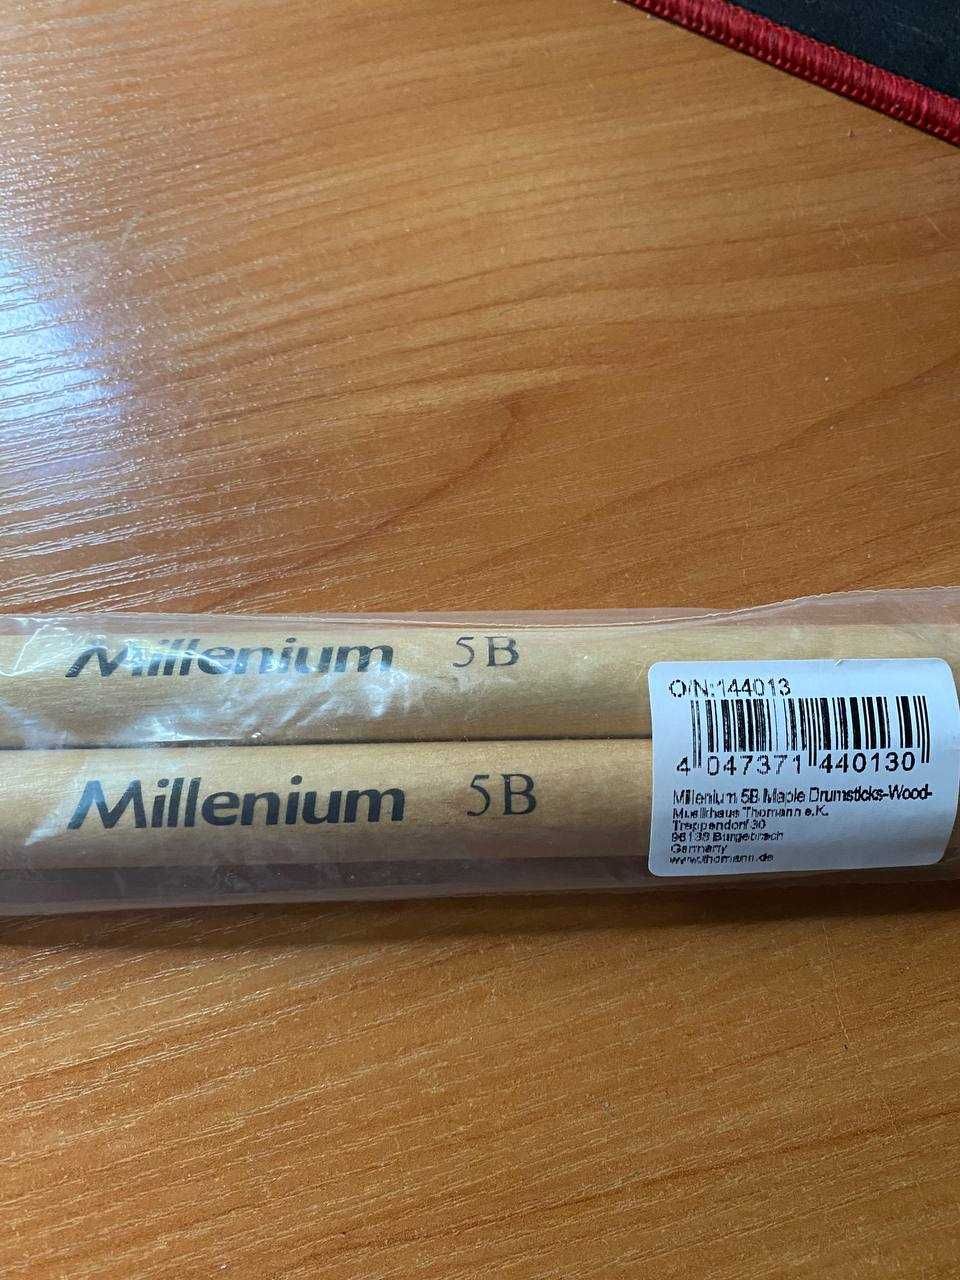 Millenium 5B
Millenium 5B
O/N:144013
4 047371 440130
Millenium 5B Maple Drumsticks-Wood-
Musikhaus Thomann e.K.
Treppendorf 30
96138 Burgebrach
Germany
www.thomann.de